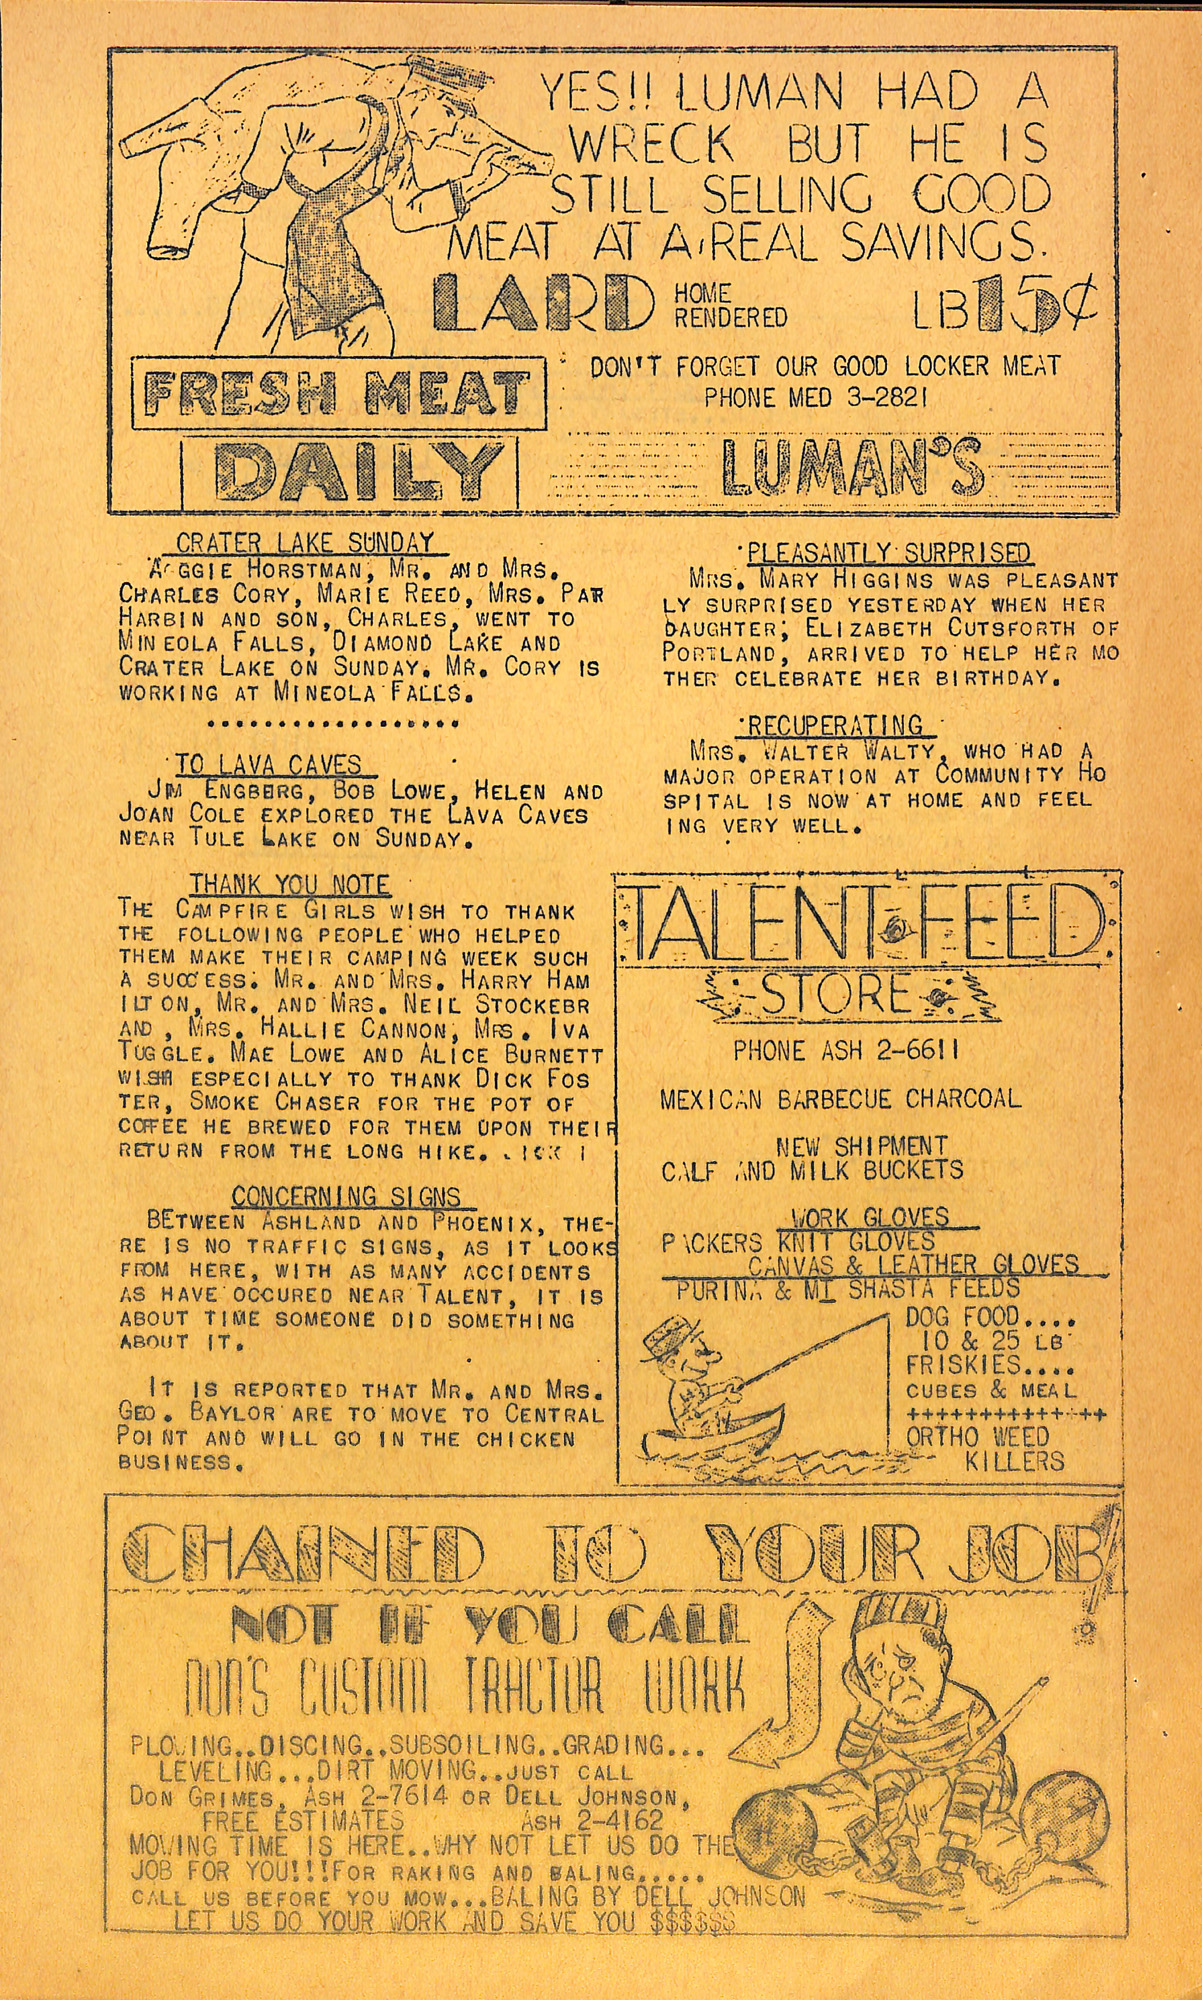 YES!! LUMAN HAD A
WRECK BUT HE IS
STILL SELLING GOOD
MEAT AT A REAL SAVINGS.
LARD HOME RENDERED LB 15¢
DON'T FORGET OUR GOOD LOCKER MEAT
PHONE MED 3-2821
FRESH MEAT
DAILY
LUMAN'S
CRATER LAKE SUNDAY
AGGIE HORSTMAN, MR. AND MRS.
CHARLES CORY, MARIE REED, MRS. PAT
HARBIN AND SON, CHARLES, WENT TO
MINEOLA FALLS, DIAMOND LAKE AND
CRATER LAKE ON SUNDAY. MR. CORY IS
WORKING AT MINEOLA FALLS.
..................
TO LAVA CAVES
JIM ENGBERG, BOB LOWE, HELEN AND
JOAN COLE EXPLORED THE LAVA CAVES
NEAR TULE LAKE ON SUNDAY.
THANK YOU NOTE
THE CAMPFIRE GIRLS WISH TO THANK
THE FOLLOWING PEOPLE WHO HELPED
THEM MAKE THEIR CAMPING WEEK SUCH
A SUCCESS: MR. AND MRS. HARRY HAM
ILTON, MR. AND MRS. NEIL STOCKEBR
AND, MRS. HALLIE CANNON, MRS. IVA
TUGGLE. MAE LOWE AND ALICE BURNETT
WISH ESPECIALLY TO THANK DICK FOS
TER, SMOKE CHASER FOR THE POT OF
COFFEE HE BREWED FOR THEM UPON THEIR
RETURN FROM THE LONG HIKE.
CONCERNING SIGNS
BETWEEN ASHLAND AND PHOENIX, THE-
RE IS NO TRAFFIC SIGNS, AS IT LOOKS
FROM HERE, WITH AS MANY ACCIDENTS
AS HAVE OCCURED NEAR TALENT, IT IS
ABOUT TIME SOMEONE DID SOMETHING
ABOUT IT.
IT IS REPORTED THAT MR. AND MRS.
GEO. BAYLOR ARE TO MOVE TO CENTRAL
POINT AND WILL GO IN THE CHICKEN
BUSINESS.
PLEASANTLY SURPRISED
MRS. MARY HIGGINS WAS PLEASANT
LY SURPRISED YESTERDAY WHEN HER
DAUGHTER, ELIZABETH CUTSFORTH OF
PORTLAND, ARRIVED TO HELP HER MO
THER CELEBRATE HER BIRTHDAY.
RECUPERATING
MRS. WALTER WALTY, WHO HAD A
MAJOR OPERATION AT COMMUNITY HO
SPITAL IS NOW AT HOME AND FEEL
ING VERY WELL.
TALENT FEED
STORE
PHONE ASH 2-6611
MEXICAN BARBECUE CHARCOAL
NEW SHIPMENT
CALF AND MILK BUCKETS
WORK GLOVES
PACKERS KNIT GLOVES
CANVAS & LEATHER GLOVES
PURINA & MT SHASTA FEEDS
DOG FOOD....
10 & 25 LB
FRISKIES....
CUBES & MEAL
++++++++++++++
ORTHO WEED
KILLERS
CHAINED TO YOUR JOB
NOT IF YOU CALL
DON'S CUSTOM TRACTOR WORK
PLOWING..DISCING..SUBSOILING..GRADING...
LEVELING...DIRT MOVING..JUST CALL
DON GRIMES, ASH 2-7614 OR DELL JOHNSON,
FREE ESTIMATES ASH 2-4162
MOVING TIME IS HERE..WHY NOT LET US DO THE
JOB FOR YOU!!!FOR RAKING AND BALING.....
CALL US BEFORE YOU MOW...BALING BY DELL JOHNSON
LET US DO YOUR WORK AND SAVE YOU $$$$$$